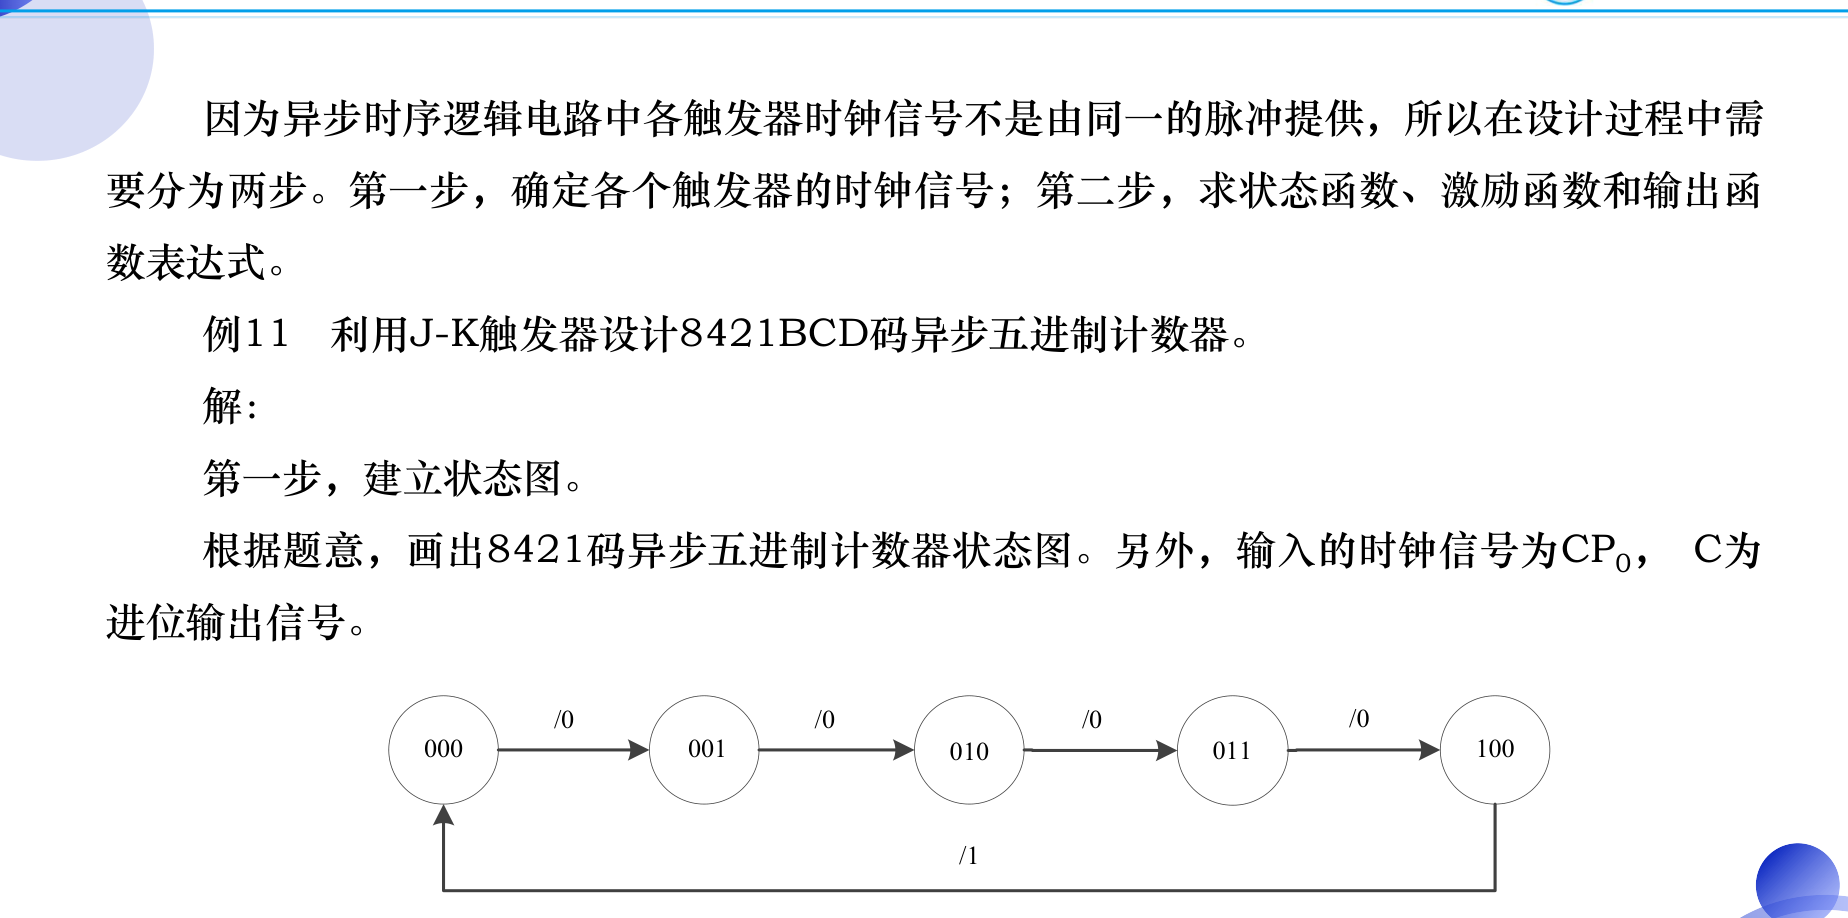 因为异步时序逻辑电路中各触发器时钟信号不是由同一的脉冲提供，所以在设计过程中需
要分为两步。第一步，确定各个触发器的时钟信号；第二步，求状态函数、激励函数和输出函
数表达式。
例11 利用J-K触发器设计8421BCD码异步五进制计数器。
解：
第一步，建立状态图。
根据题意，画出8421码异步五进制计数器状态图。另外，输入的时钟信号为CP₀， C为
进位输出信号。
/0 /0 /0 /0
000 001 010 011 100
/1